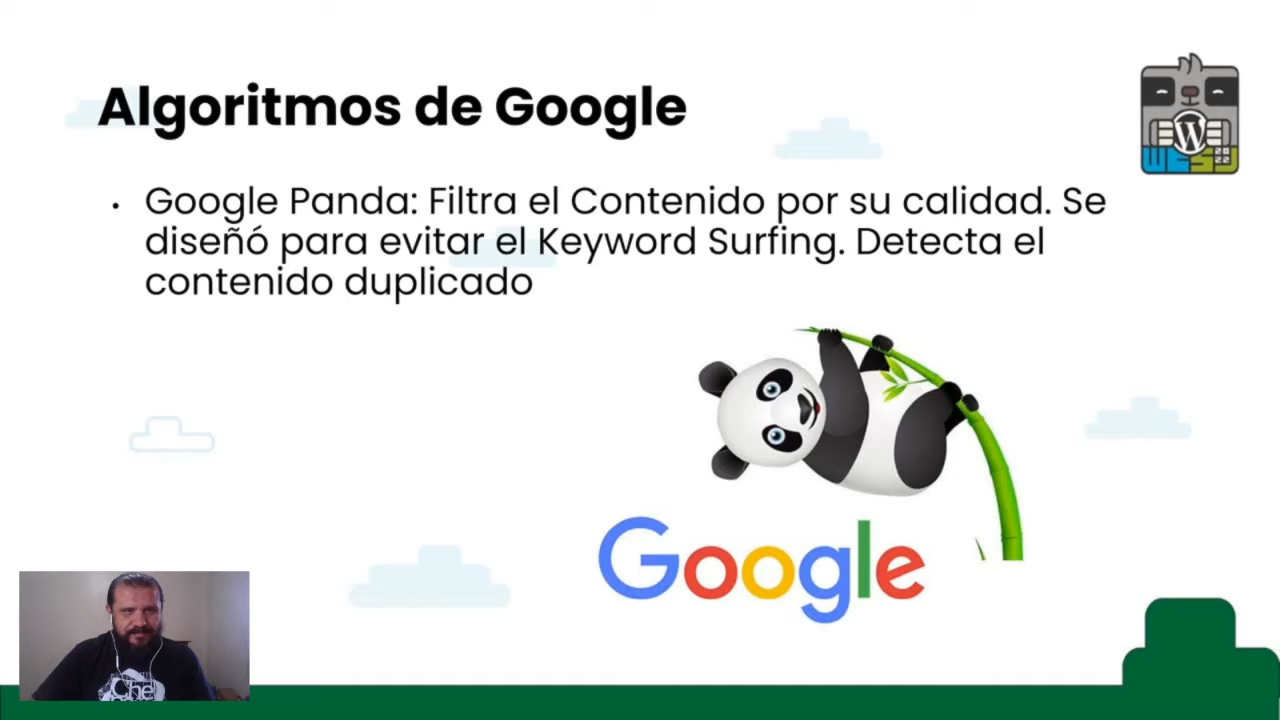 Algoritmos de Google
• Google Panda: Filtra el Contenido por su calidad. Se
diseñó para evitar el Keyword Surfing. Detecta el
contenido duplicado
W
Google
Che